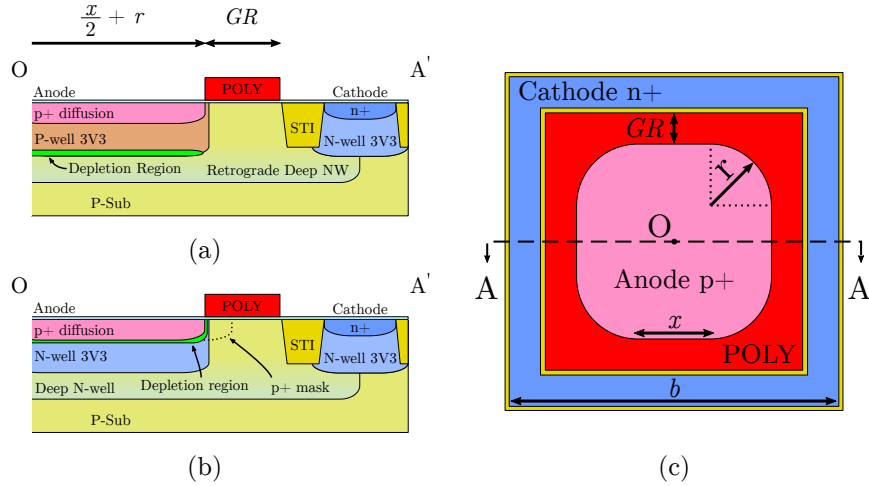 x/2 + r
GR
O
A'
Anode
POLY
Cathode
p+ diffusion
n+
P-well 3V3
STI
N-well 3V3
Depletion Region
Retrograde Deep NW
P-Sub
(a)
O
A'
Anode
POLY
Cathode
p+ diffusion
n+
N-well 3V3
STI
N-well 3V3
Deep N-well
Depletion region
p+ mask
P-Sub
(b)
Cathode n+
GR
r
O
A
A
Anode p+
x
POLY
b
(c)